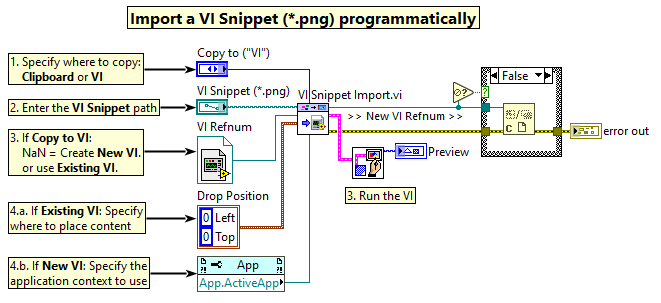 Import a VI Snippet (*.png) programmatically
1. Specify where to copy:
Clipboard or VI
Copy to ("VI")
2. Enter the VI Snippet path
VI Snippet (*.png)
VI Snippet Import.vi
>> New VI Refnum >>
False
?
error out
3. If Copy to VI:
NaN = Create New VI.
or use Existing VI.
VI Refnum
Preview
3. Run the VI
4.a. If Existing VI: Specify
where to place content
Drop Position
0 Left
0 Top
4.b. If New VI: Specify the
application context to use
App
App.ActiveApp